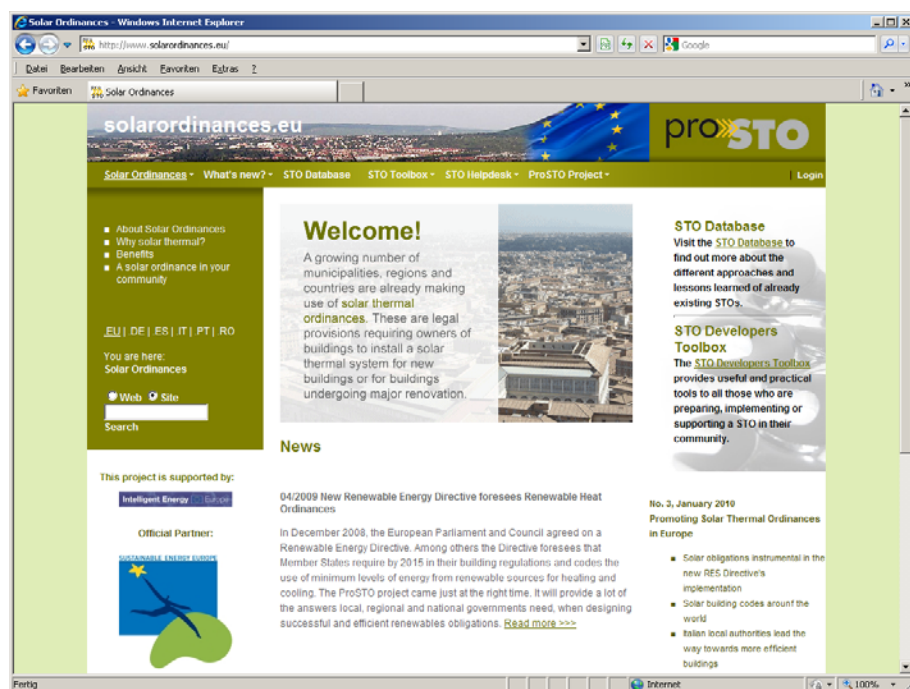 Solar Ordinances - Windows Internet Explorer
http://www.solarordinances.eu/
Google
Datei Bearbeiten Ansicht Favoriten Extras ?
Favoriten
Solar Ordinances
solarordinances.eu
pro»STO
Solar Ordinances
What's new?
STO Database
STO Toolbox
STO Helpdesk
ProSTO Project
| Login
About Solar Ordinances
Why solar thermal?
Benefits
A solar ordinance in your
community
EU | DE | ES | IT | PT | RO
You are here:
Solar Ordinances
Web Site
Search
This project is supported by:
Intelligent Energy Europe
Official Partner:
SUSTAINABLE ENERGY EUROPE
Welcome!
A growing number of
municipalities, regions and
countries are already making
use of solar thermal
ordinances. These are legal
provisions requiring owners of
buildings to install a solar
thermal system for new
buildings or for buildings
undergoing major renovation.
News
04/2009 New Renewable Energy Directive foresees Renewable Heat
Ordinances
In December 2008, the European Parliament and Council agreed on a
Renewable Energy Directive. Among others the Directive foresees that
Member States require by 2015 in their building regulations and codes the
use of minimum levels of energy from renewable sources for heating and
cooling. The ProSTO project came just at the right time. It will provide a lot of
the answers local, regional and national governments need, when designing
successful and efficient renewables obligations. Read more >>>
STO Database
Visit the STO Database to
find out more about the
different approaches and
lessons learned of already
existing STOs.
STO Developers
Toolbox
The STO Developers Toolbox
provides useful and practical
tools to all those who are
preparing, implementing or
supporting a STO in their
community.
No. 3, January 2010
Promoting Solar Thermal Ordinances
in Europe
Solar obligations instrumental in the
new RES Directive's
implementation
Solar building codes arounf the
world
Italian local authorities lead the
way towards more efficient
buildings
Fertig
Internet
100%